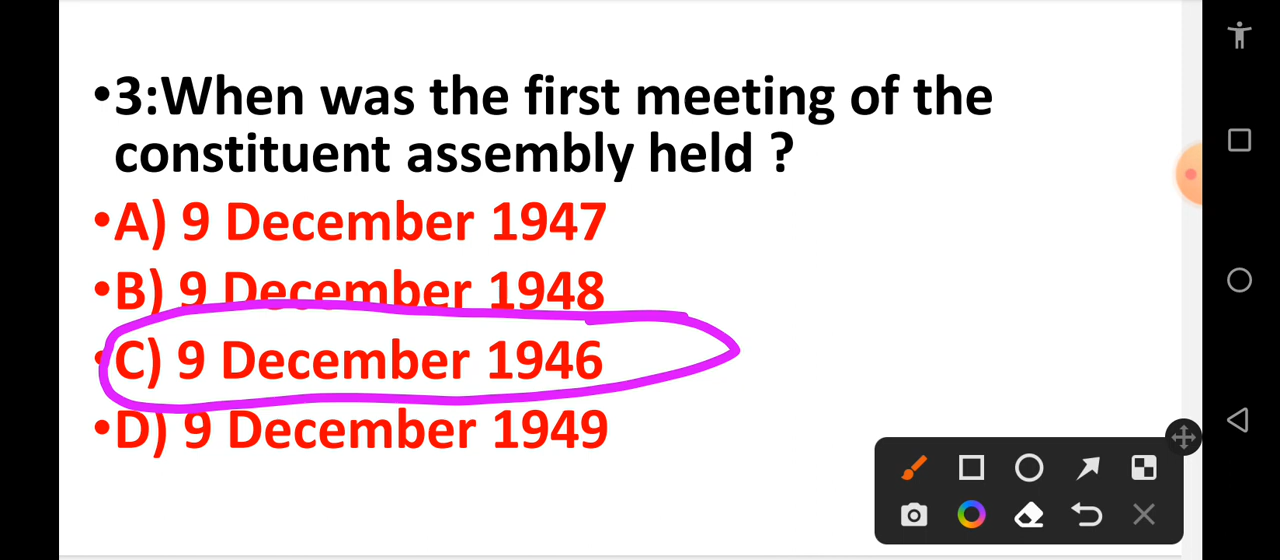 •3:When was the first meeting of the
constituent assembly held ?
•A) 9 December 1947
•B) 9 December 1948
•C) 9 December 1946
•D) 9 December 1949